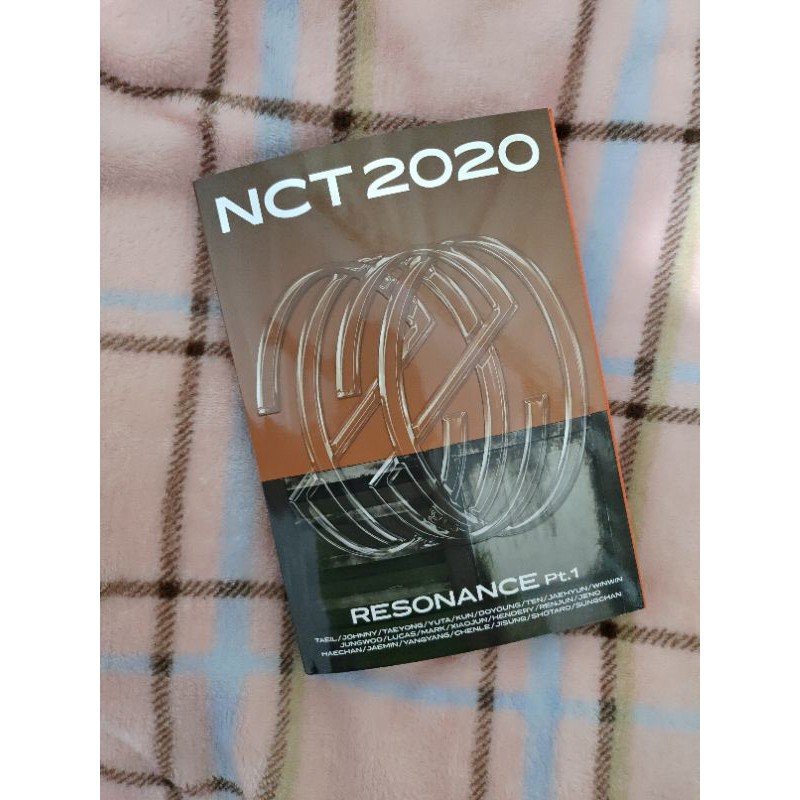 NCT 2020
RESONANCE Pt.1
TAEIL / JOHNNY / TAEYONG / YUTA / KUN / DOYOUNG / TEN / JAEHYUN / WINWIN
JUNGWOO / LUCAS / MARK / XIAOJUN / HENDERY / RENJUN / JENO
HAECHAN / JAEMIN / YANGYANG / CHENLE / JISUNG / SHOTARO / SUNGCHAN